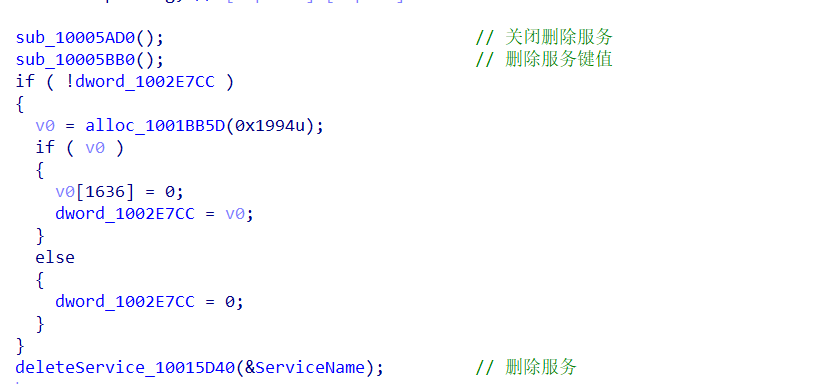 sub_10005AD0(); // 关闭删除服务
sub_10005BB0(); // 删除服务键值
if ( !dword_1002E7CC )
{
v0 = alloc_1001BB5D(0x1994u);
if ( v0 )
{
v0[1636] = 0;
dword_1002E7CC = v0;
}
else
{
dword_1002E7CC = 0;
}
}
deleteService_10015D40(&ServiceName); // 删除服务